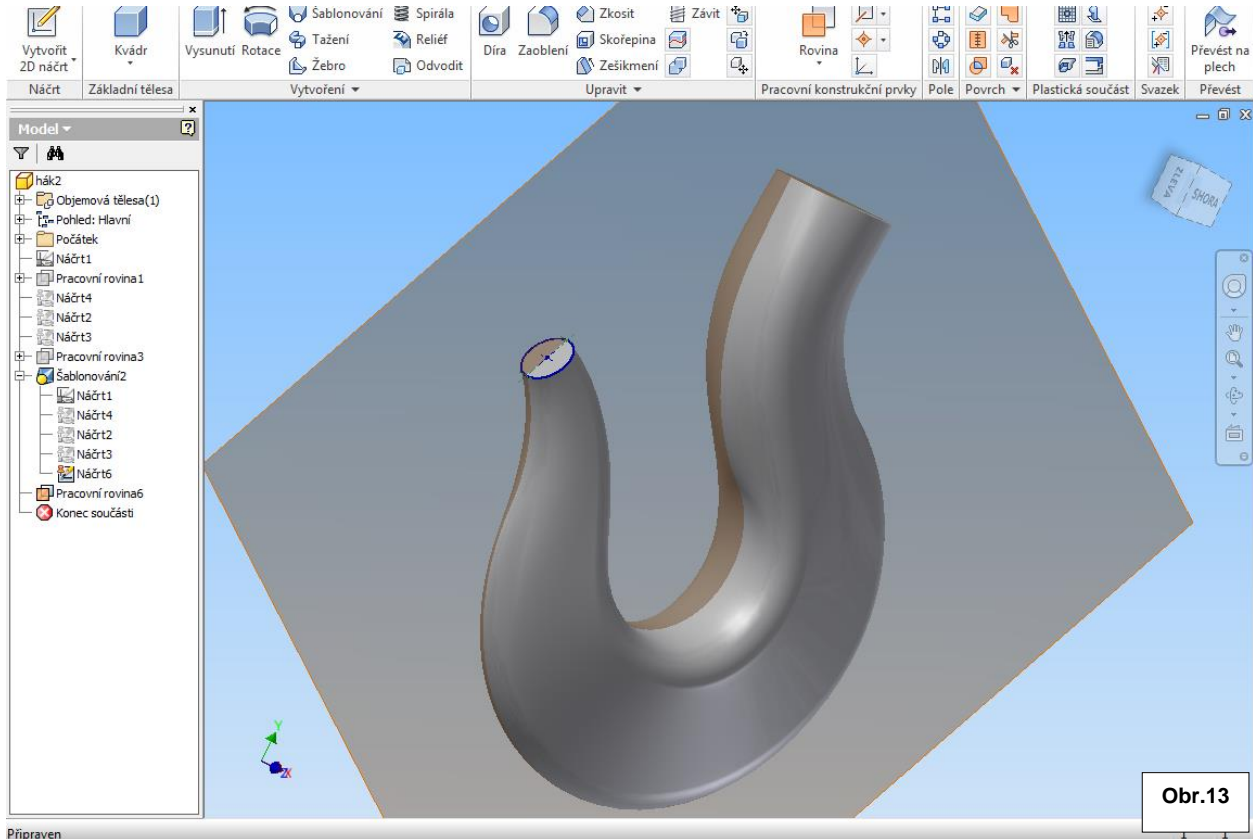 Šablonování Spirála Zkosit Závit
Vytvořit 2D náčrt Kvádr Vysunutí Rotace Tažení Reliéf Díra Zaoblení Skořepina Rovina Převést na plech
Žebro Odvodit Zešikmení
Náčrt Základní tělesa Vytvoření Upravit Pracovní konstrukční prvky Pole Povrch Plastická součást Svazek Převést
Model
hák2
Objemová tělesa(1)
Pohled: Hlavní
Počátek
Náčrt1
Pracovní rovina1
Náčrt4
Náčrt2
Náčrt3
Pracovní rovina3
Šablonování2
Náčrt1
Náčrt4
Náčrt2
Náčrt3
Náčrt6
Pracovní rovina6
Konec součásti
ZLEVA
SHORA
Y
ZX
Obr.13
Připraven 1 1